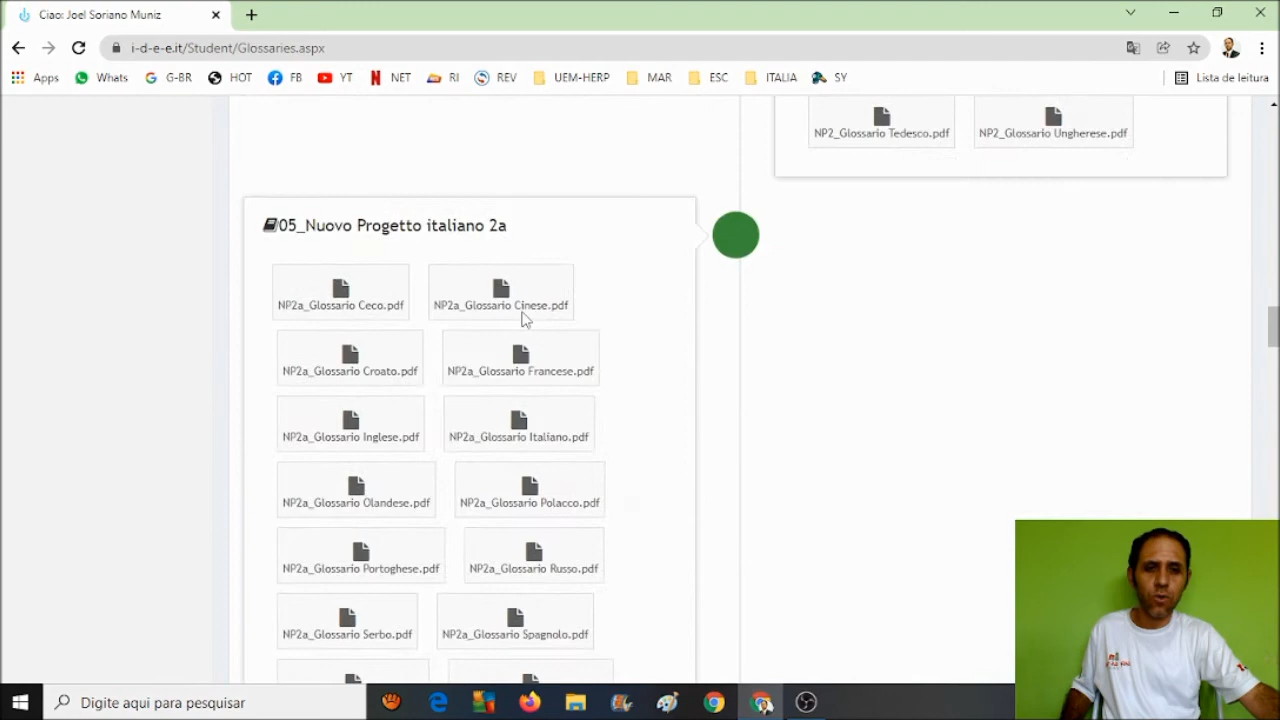 Ciao: Joel Soriano Muniz
i-d-e-e.it/Student/Glossaries.aspx
Apps Whats G-BR HOT FB YT NET RI REV UEM-HERP MAR ESC ITALIA SY Lista de leitura
NP2_Glossario Tedesco.pdf NP2_Glossario Ungherese.pdf
05_Nuovo Progetto italiano 2a
NP2a_Glossario Ceco.pdf NP2a_Glossario Cinese.pdf
NP2a_Glossario Croato.pdf NP2a_Glossario Francese.pdf
NP2a_Glossario Inglese.pdf NP2a_Glossario Italiano.pdf
NP2a_Glossario Olandese.pdf NP2a_Glossario Polacco.pdf
NP2a_Glossario Portoghese.pdf NP2a_Glossario Russo.pdf
NP2a_Glossario Serbo.pdf NP2a_Glossario Spagnolo.pdf
Digite aqui para pesquisar